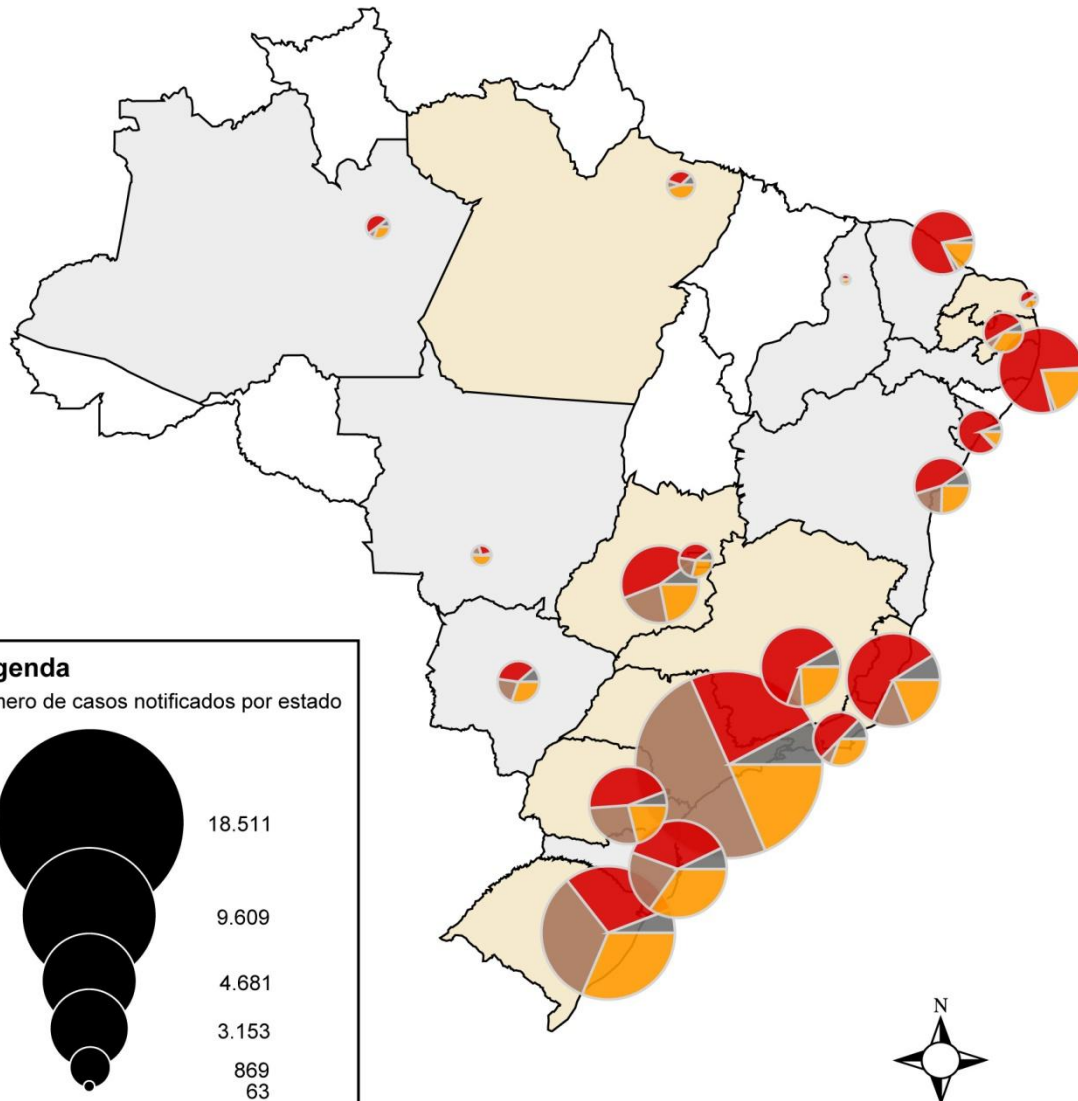 genda
nero de casos notificados por estado
18.511
9.609
4.681
3.153
869
63
N